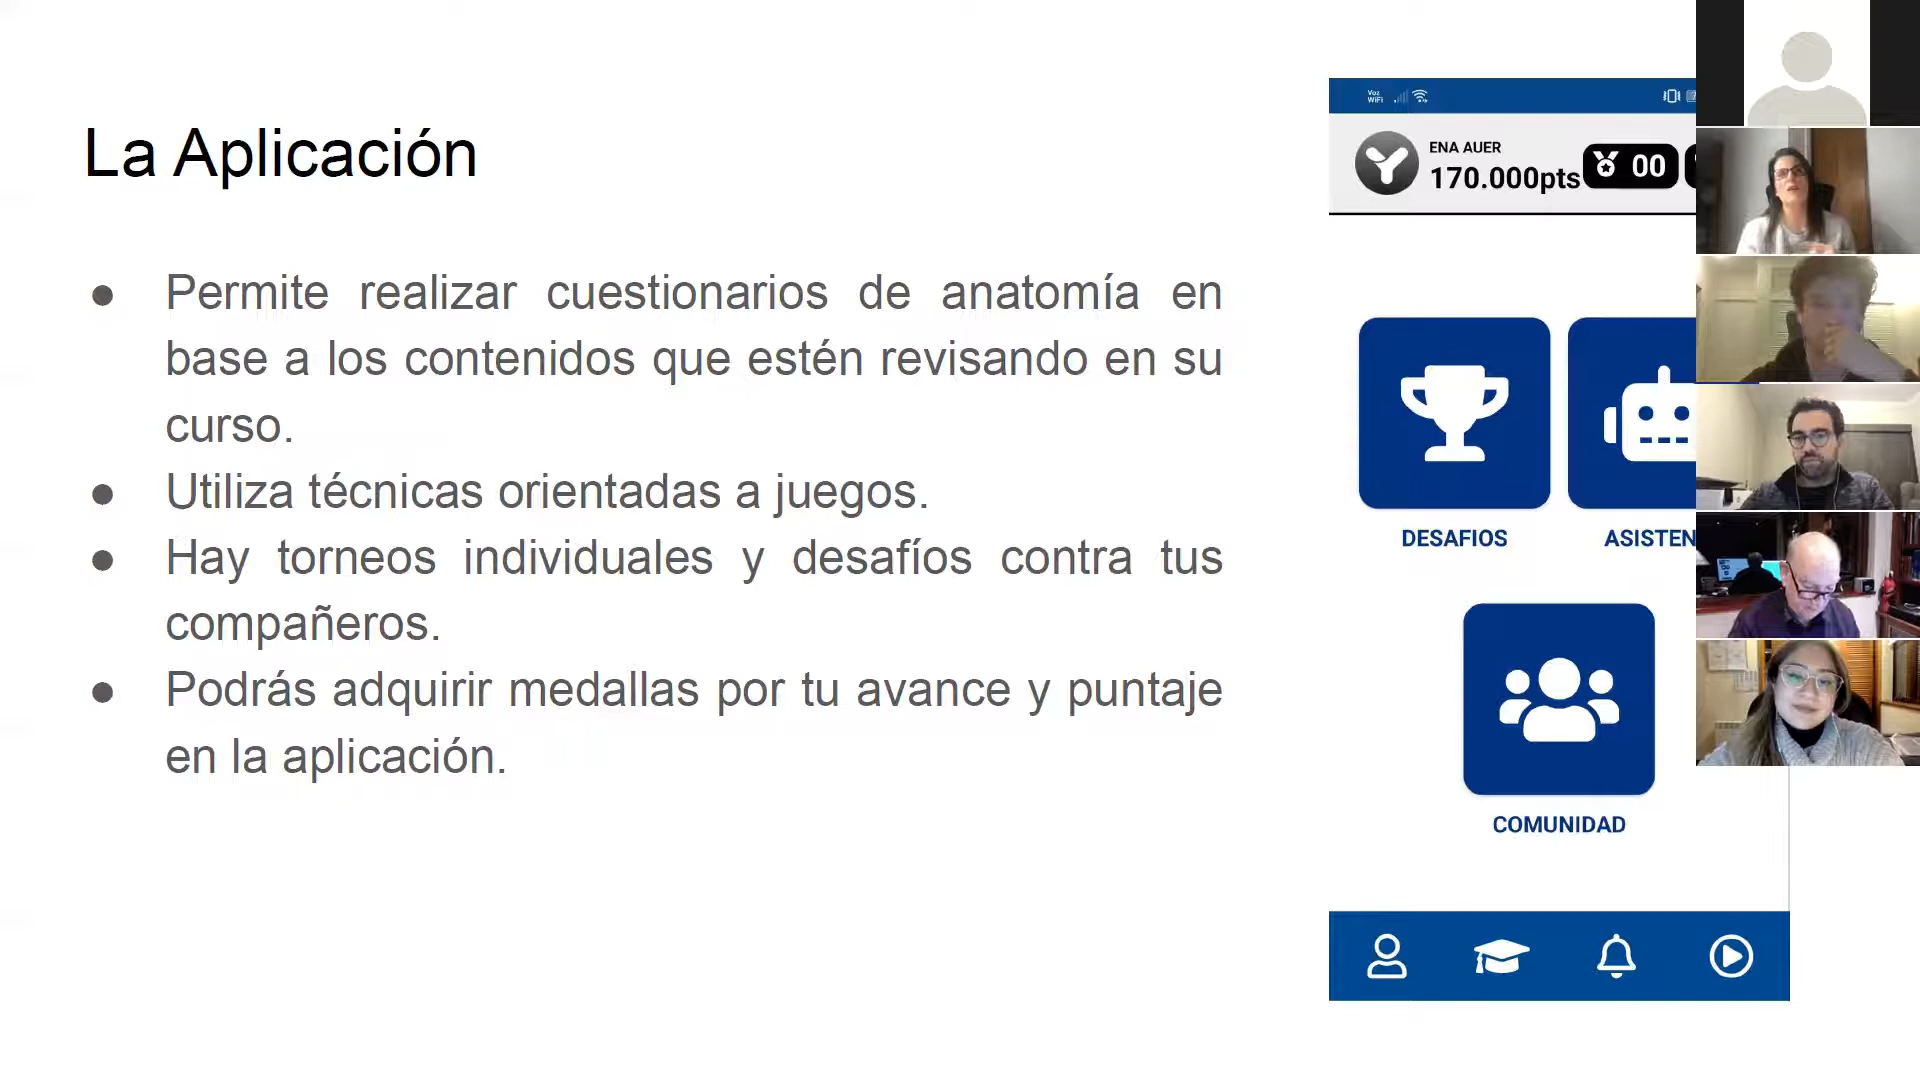 La Aplicación
● Permite realizar cuestionarios de anatomía en
base a los contenidos que estén revisando en su
curso.
● Utiliza técnicas orientadas a juegos.
● Hay torneos individuales y desafíos contra tus
compañeros.
● Podrás adquirir medallas por tu avance y puntaje
en la aplicación.
Voz
WiFi
ENA AUER
170.000pts
00
DESAFIOS
ASISTEN
COMUNIDAD